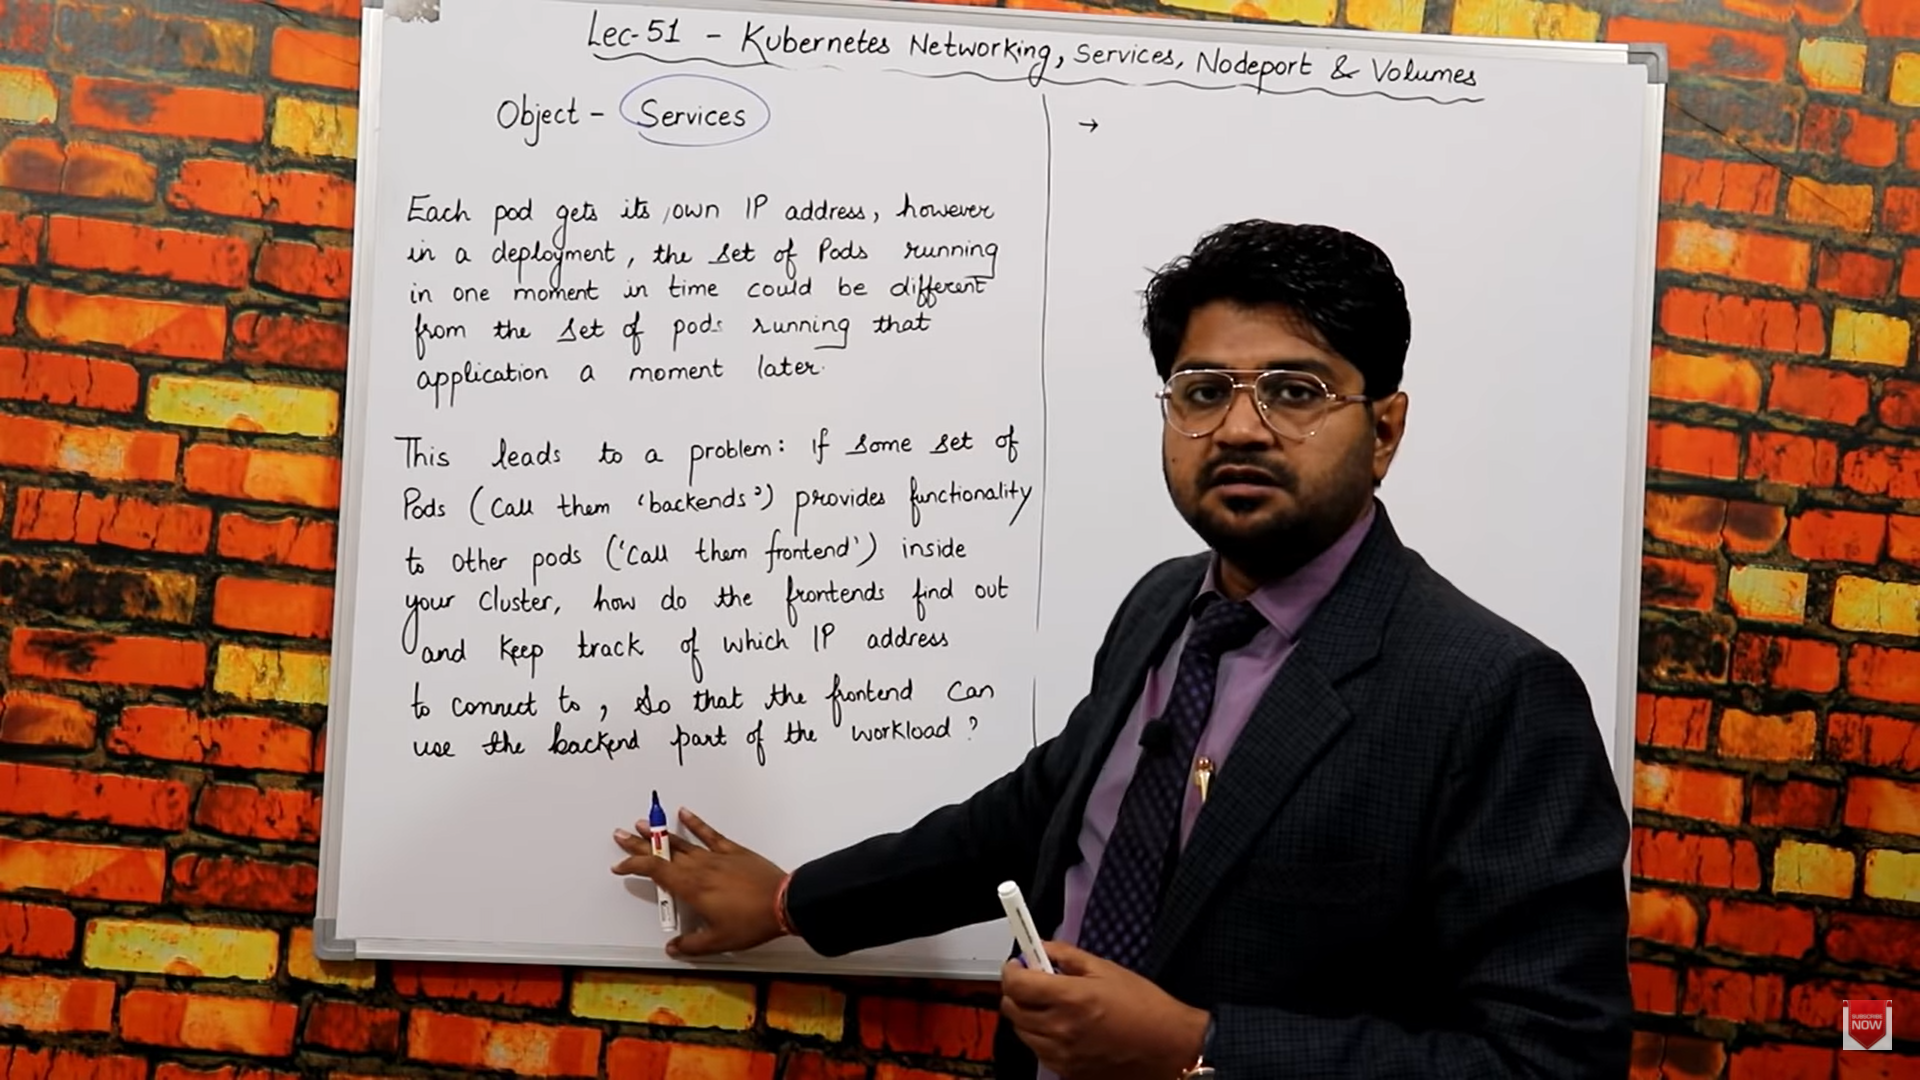 Lec-51 - Kubernetes Networking, Services, Nodeport & Volumes
Object - Services
→
Each pod gets its own IP address, however
in a deployment, the set of Pods running
in one moment in time could be different
from the set of pods running that
application a moment later.
This leads to a problem: if some set of
Pods (Call them 'backends') provides functionality
to other pods ('Call them frontend') inside
your Cluster, how do the frontends find out
and keep track of which IP address
to connect to, so that the frontend can
use the backend part of the workload?
SUBSCRIBE
NOW